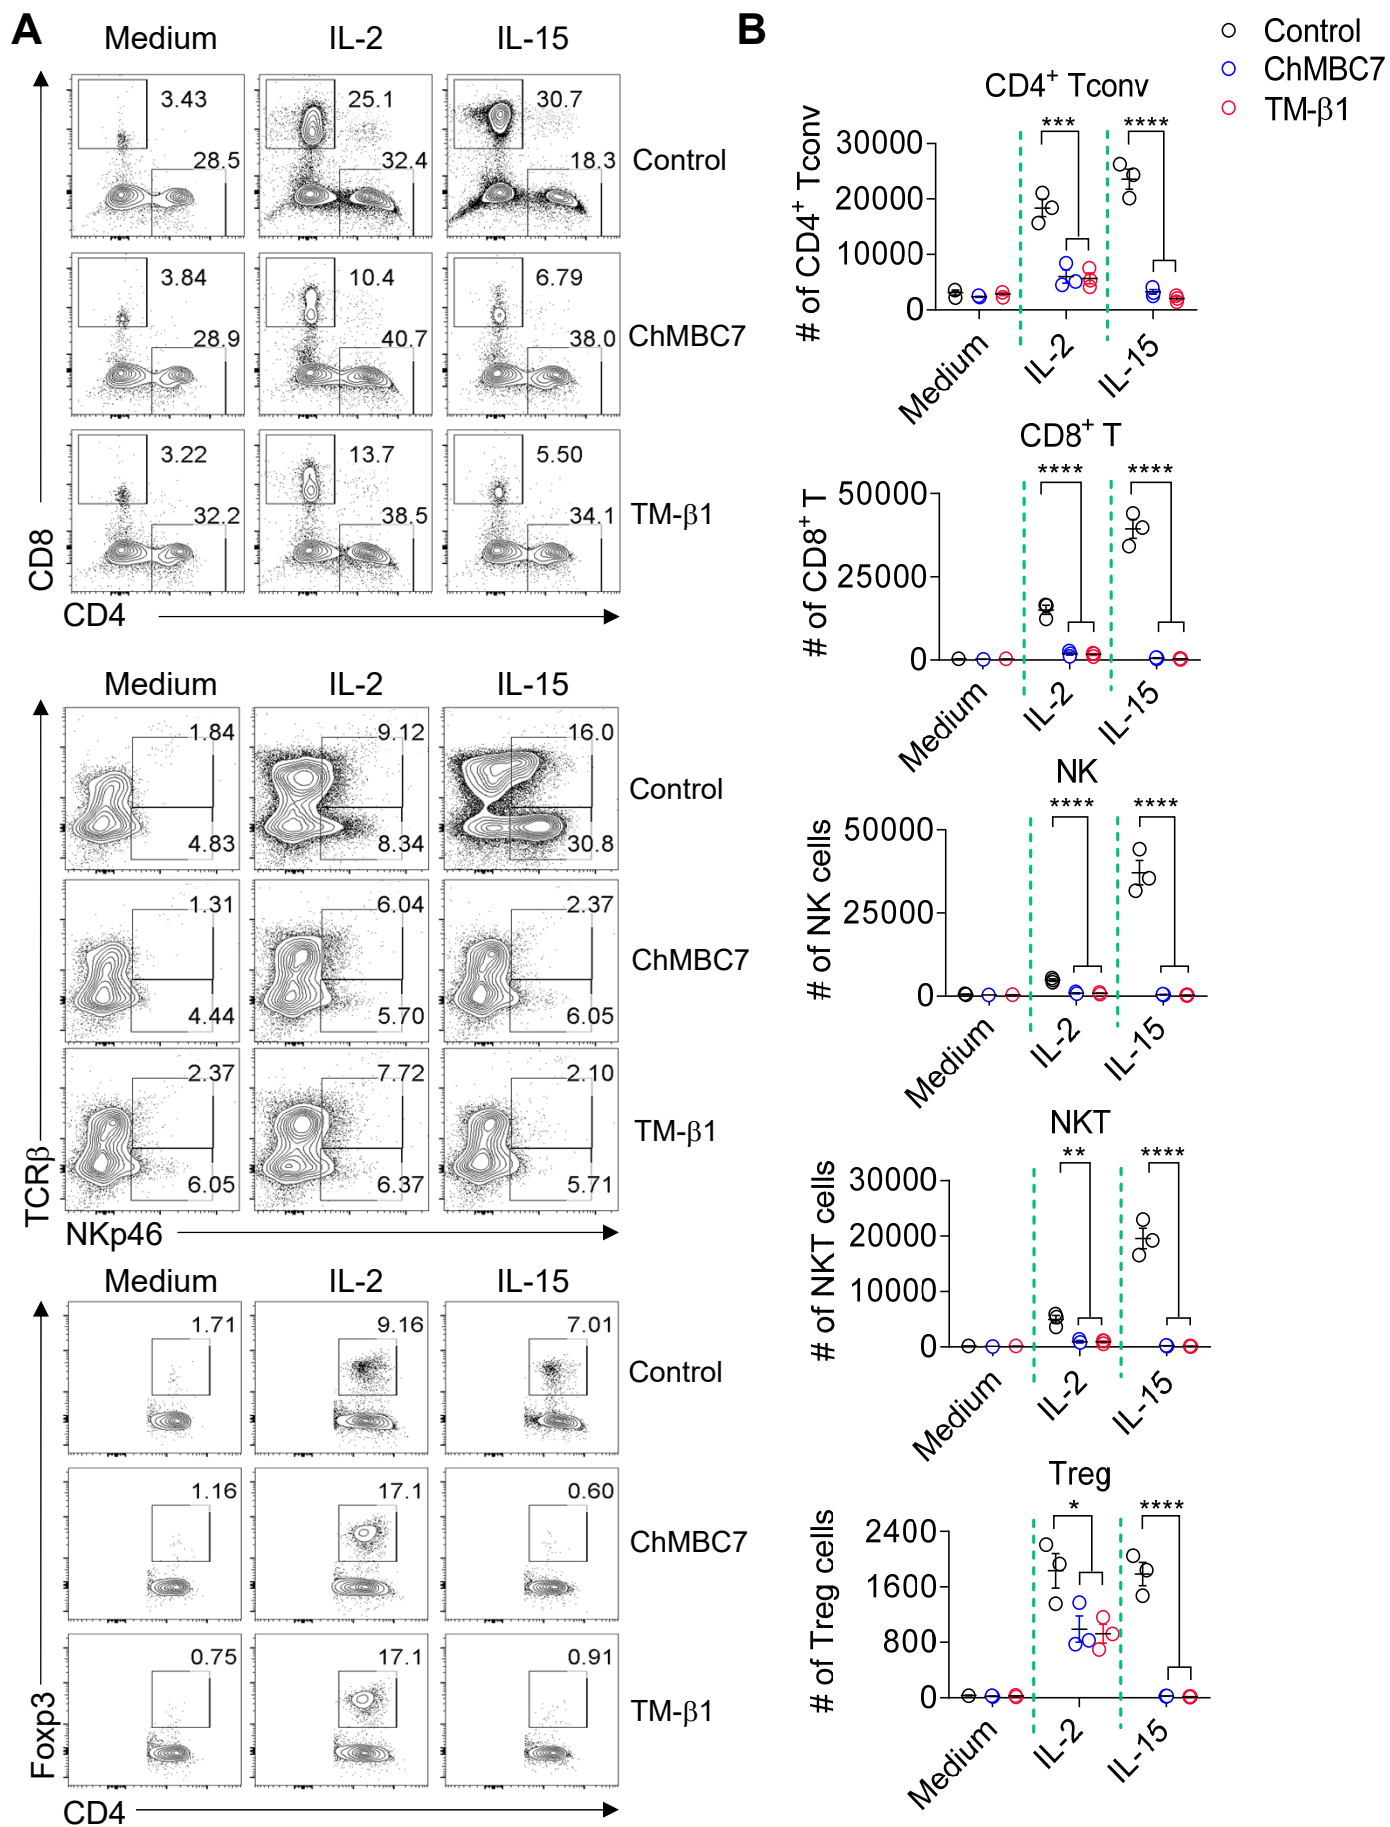 A
Medium IL-2 IL-15
3.43 25.1 30.7
28.5 32.4 18.3
Control
3.84 10.4 6.79
28.9 40.7 38.0
ChMBC7
3.22 13.7 5.50
32.2 38.5 34.1
TM-β1
CD8
CD4
Medium IL-2 IL-15
1.84 9.12 16.0
Control
4.83 8.34 30.8
1.31 6.04 2.37
ChMBC7
4.44 5.70 6.05
2.37 7.72 2.10
TM-β1
6.05 6.37 5.71
TCRβ
NKp46
Medium IL-2 IL-15
1.71 9.16 7.01
Control
1.16 17.1 0.60
ChMBC7
0.75 17.1 0.91
TM-β1
Foxp3
CD4
B
Control
ChMBC7
TM-β1
CD4⁺ Tconv
*** ****
# of CD4⁺ Tconv
30000
20000
10000
0
Medium IL-2 IL-15
CD8⁺ T
**** ****
# of CD8⁺ T
50000
25000
0
Medium IL-2 IL-15
NK
**** ****
# of NK cells
50000
25000
0
Medium IL-2 IL-15
NKT
** ****
# of NKT cells
30000
20000
10000
0
Medium IL-2 IL-15
Treg
* ****
# of Treg cells
2400
1600
800
0
Medium IL-2 IL-15